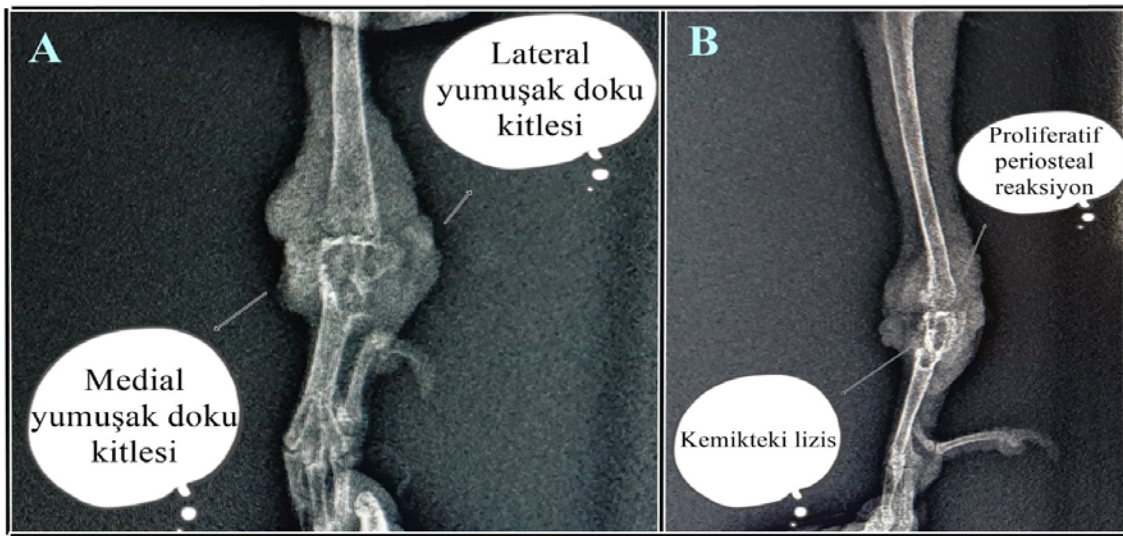 A
Lateral
yumuşak doku
kitlesi
Medial
yumuşak doku
kitlesi
B
Proliferatif
periosteal
reaksiyon
Kemikteki lizis